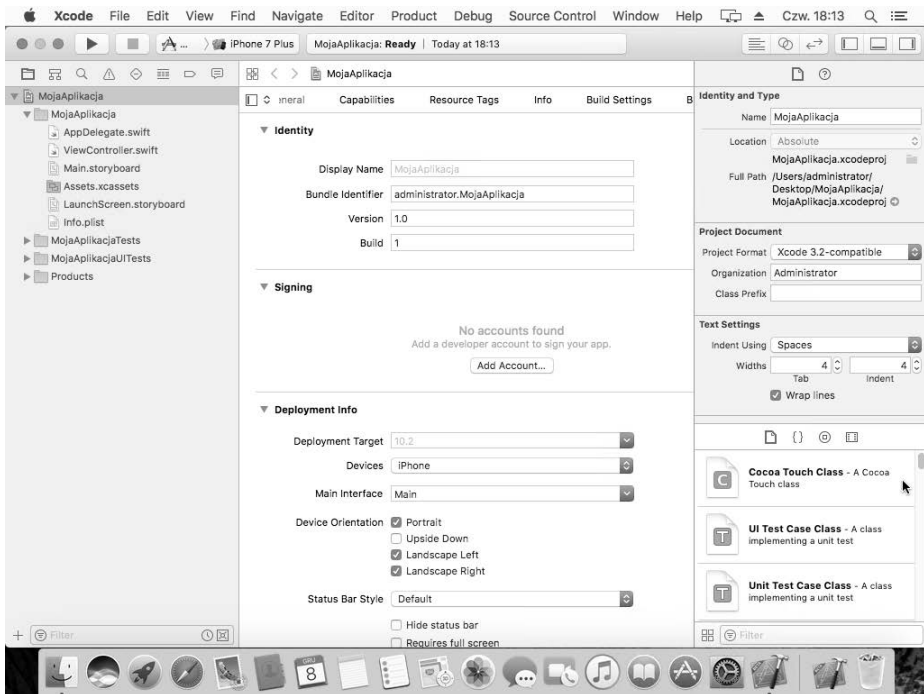 Xcode File Edit View Find Navigate Editor Product Debug Source Control Window Help Czw. 18:13
A... iPhone 7 Plus MojaAplikacja: Ready | Today at 18:13
MojaAplikacja
MojaAplikacja
AppDelegate.swift
ViewController.swift
Main.storyboard
Assets.xcassets
LaunchScreen.storyboard
Info.plist
MojaAplikacjaTests
MojaAplikacjaUITests
Products
Filter
MojaAplikacja
eneral Capabilities Resource Tags Info Build Settings B
Identity
Display Name MojaAplikacja
Bundle Identifier administrator.MojaAplikacja
Version 1.0
Build 1
Signing
No accounts found
Add a developer account to sign your app.
Add Account...
Deployment Info
Deployment Target 10.2
Devices iPhone
Main Interface Main
Device Orientation Portrait
Upside Down
Landscape Left
Landscape Right
Status Bar Style Default
Hide status bar
Requires full screen
Identity and Type
Name MojaAplikacja
Location Absolute
MojaAplikacja.xcodeproj
Full Path /Users/administrator/
Desktop/MojaAplikacja/
MojaAplikacja.xcodeproj
Project Document
Project Format Xcode 3.2-compatible
Organization Administrator
Class Prefix
Text Settings
Indent Using Spaces
Widths 4 4
Tab Indent
Wrap lines
{}
C
Cocoa Touch Class - A Cocoa
Touch class
T
UI Test Case Class - A class
implementing a unit test
T
Unit Test Case Class - A class
implementing a unit test
Filter
GRU
8